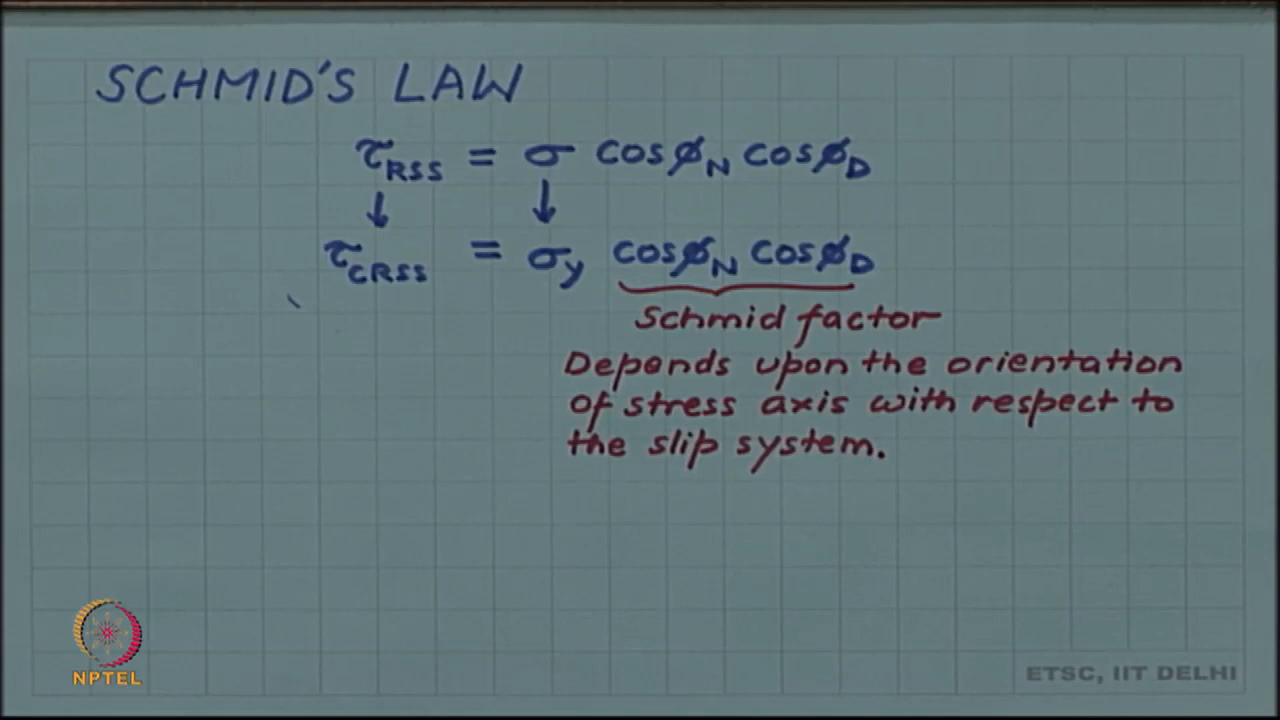 SCHMID'S LAW
τRSS = σ cosφN cosφD
↓ ↓
τCRSS = σy cosφN cosφD
Schmid factor
Depends upon the orientation
of stress axis with respect to
the slip system.
NPTEL
ETSC, IIT DELHI